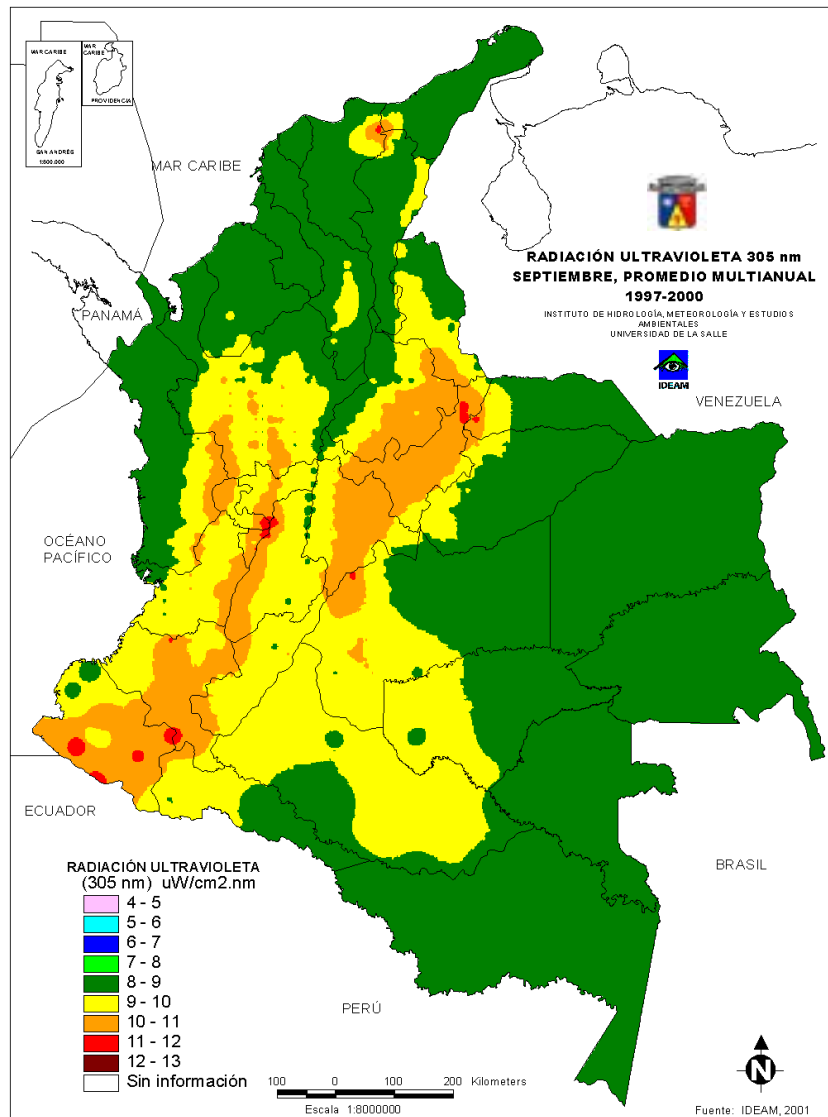 MAR CARIBE
SAN ANDRÉS
1:800.000
MAR
CARIBE
PROVIDENCIA
MAR CARIBE
PANAMÁ
RADIACIÓN ULTRAVIOLETA 305 nm
SEPTIEMBRE, PROMEDIO MULTIANUAL
1997-2000
INSTITUTO DE HIDROLOGÍA, METEOROLOGÍA Y ESTUDIOS
AMBIENTALES
UNIVERSIDAD DE LA SALLE
IDEAM
VENEZUELA
OCÉANO
PACÍFICO
ECUADOR
BRASIL
PERÚ
RADIACIÓN ULTRAVIOLETA
(305 nm) uW/cm2.nm
4 - 5
5 - 6
6 - 7
7 - 8
8 - 9
9 - 10
10 - 11
11 - 12
12 - 13
Sin información
100 0 100 200 Kilometers
Escala 1:8000000
N
Fuente: IDEAM, 2001